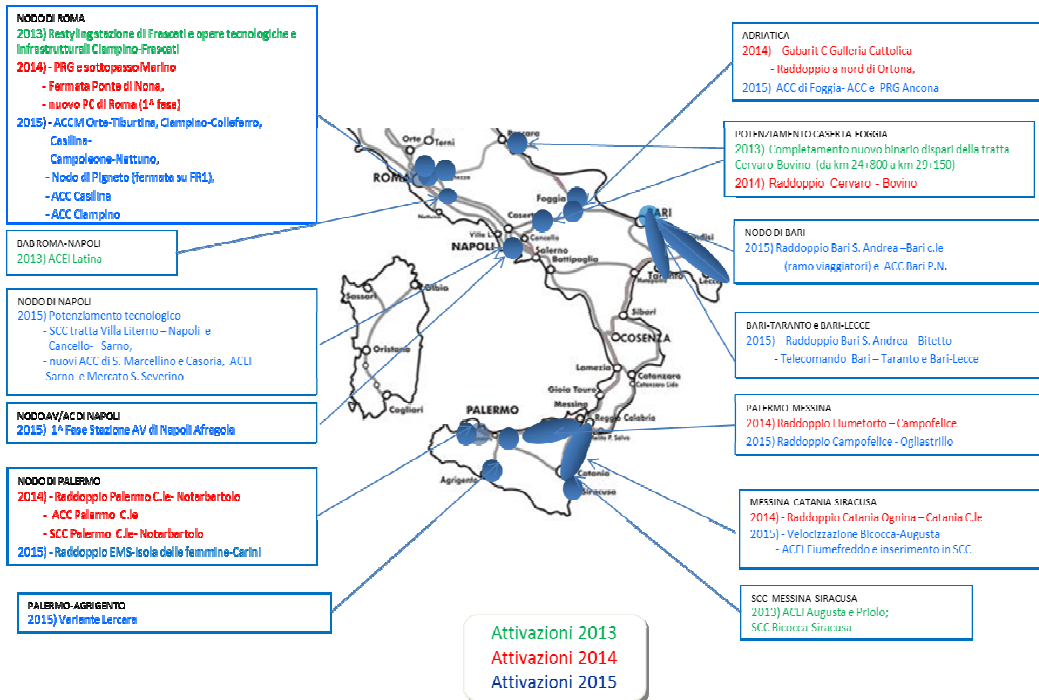 NODO DI ROMA
2013) Restyling stazione di Frascati e opere tecnologiche e
infrastrutturali Ciampino-Frascati
2014) - PRG e sottopasso Marino
- Fermata Ponte di Nona,
- nuovo PC di Roma (1^ fase)
2015) - ACCM Orte-Tiburtina, Ciampino-Colleferro,
Casilina-
Campoleone-Nettuno,
- Nodo di Pigneto (fermata su FR1),
- ACC Casilina
- ACC Ciampino
DAB ROMA-NAPOLI
2013) ACEI Latina
NODO DI NAPOLI
2015) Potenziamento tecnologico
- SCC tratta Villa Literno – Napoli e
Cancello- Sarno,
- nuovi ACC di S. Marcellino e Casoria, ACEI
Sarno e Mercato S. Severino
NODO AV/AC DI NAPOLI
2015) 1^ Fase Stazione AV di Napoli Afragola
NODO DI PALERMO
2014) - Raddoppio Palermo C.le- Notarbartolo
- ACC Palermo C.le
- SCC Palermo C.le- Notarbartolo
2015) - Raddoppio EMS-Isola delle femmine-Carini
PALERMO-AGRIGENTO
2015) Variante Lercara
ADRIATICA
2014) Gabarit C Galleria Cattolica
- Raddoppio a nord di Ortona,
2015) ACC di Foggia- ACC e PRG Ancona
POTENZIAMENTO CASERTA FOGGIA
2013) Completamento nuovo binario dispari della tratta
Cervaro Bovino (da km 24+800 a km 29+150)
2014) Raddoppio Cervaro - Bovino
NODO DI BARI
2015) Raddoppio Bari S. Andrea –Bari c.le
(ramo viaggiatori) e ACC Bari P.N.
BARI-TARANTO e BARI-LECCE
2015) Raddoppio Bari S. Andrea Bitetto
- Telecomando Bari – Taranto e Bari-Lecce
PALERMO MESSINA
2014) Raddoppio Fiumetorto – Campofelice
2015) Raddoppio Campofelice - Ogliastrillo
MESSINA CATANIA SIRACUSA
2014) - Raddoppio Catania Ognina – Catania C.le
2015) - Velocizzazione Bicocca-Augusta
- ACEI Fiumefreddo e inserimento in SCC
SCC MESSINA SIRACUSA
2013) ACEI Augusta e Priolo;
SCC Bicocca Siracusa
Orte
Terni
Pescara
ROMA
Foggia
BARI
Caserta
Villa L.
Cancello
NAPOLI
Salerno
Battipaglia
Taranto
Lecce
Olbia
Sassari
Sibari
Oristano
COSENZA
Lamezia
Catanzaro
Catanzaro Lido
Gioia Tauro
Cagliari
Messina
PALERMO
Reggio Calabria
Agrigento
Catania
Siracusa
Attivazioni 2013
Attivazioni 2014
Attivazioni 2015